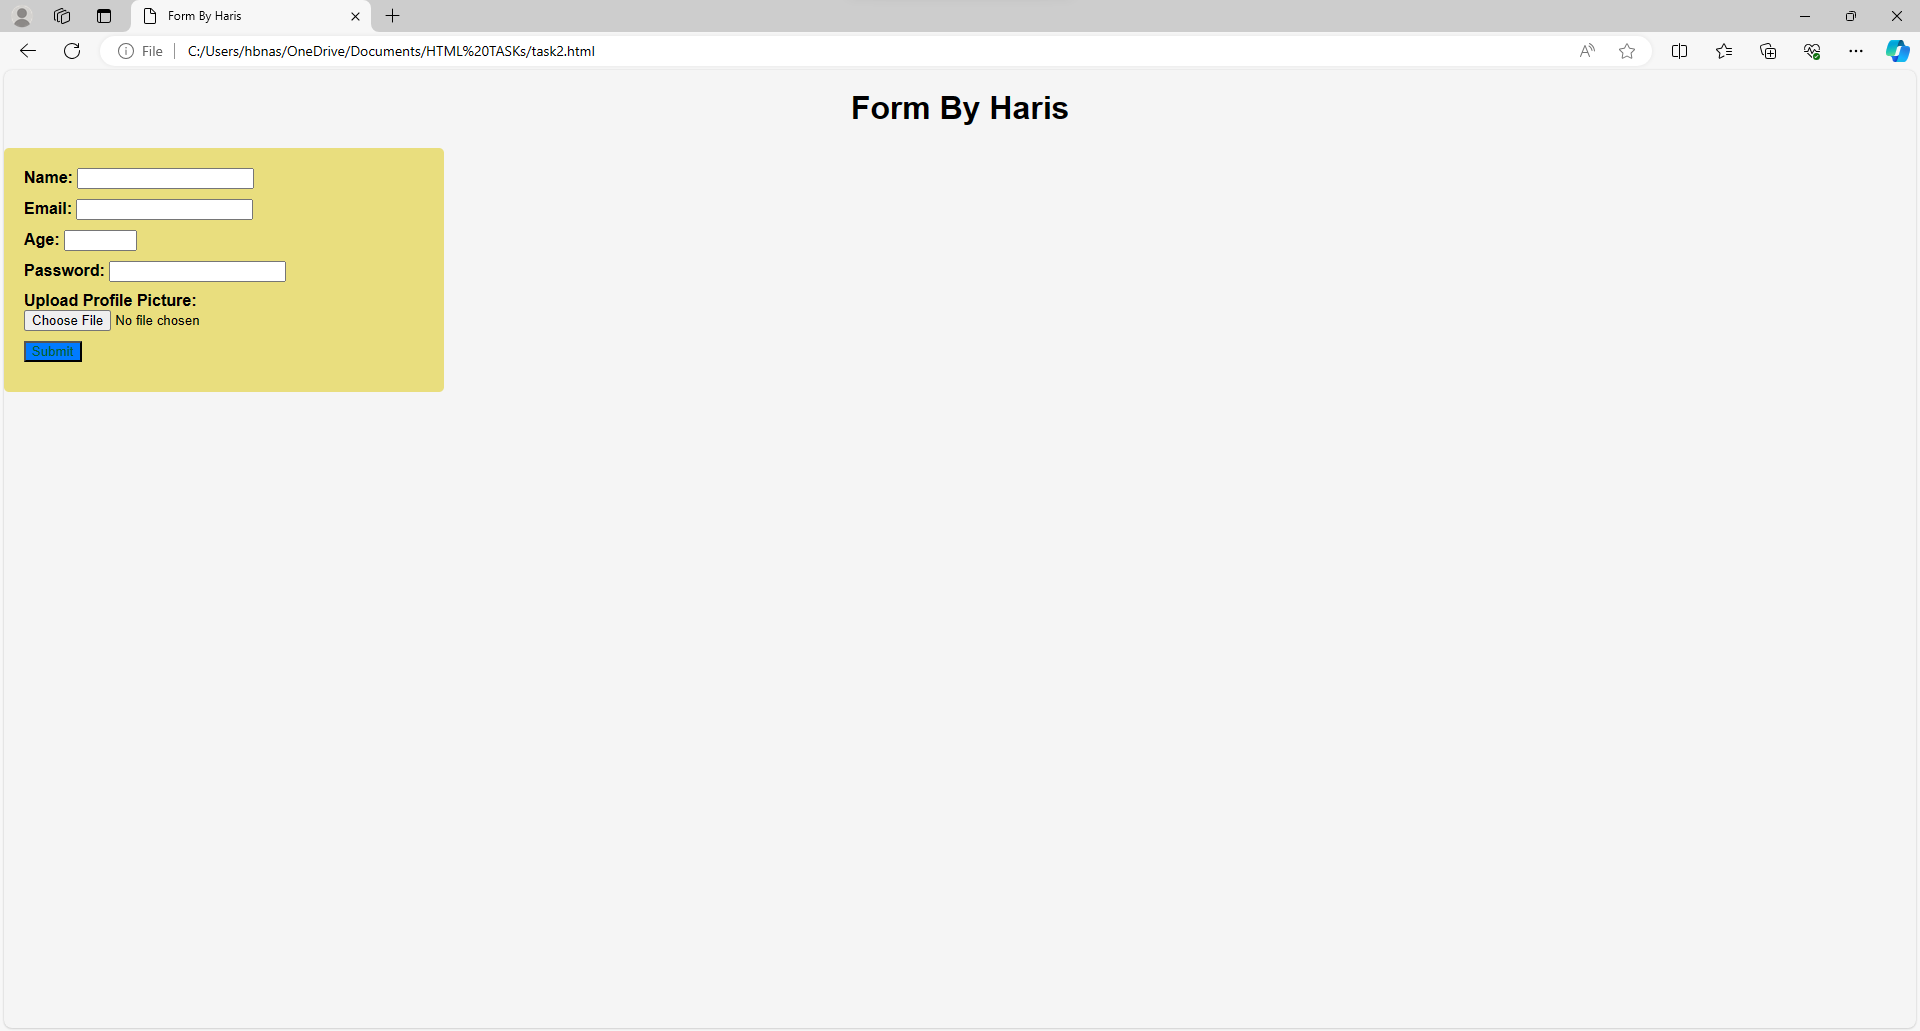 Form By Haris
File C:/Users/hbnas/OneDrive/Documents/HTML%20TASKs/task2.html
Form By Haris
Name:
Email:
Age:
Password:
Upload Profile Picture:
Choose File No file chosen
Submit